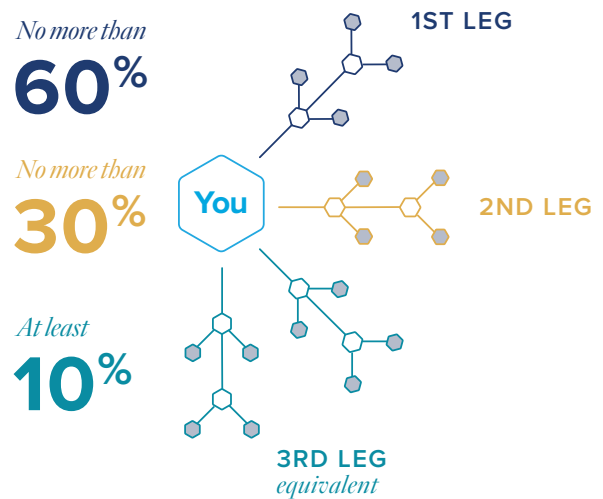 No more than
60%
No more than
30%
At least
10%
You
1ST LEG
2ND LEG
3RD LEG
equivalent